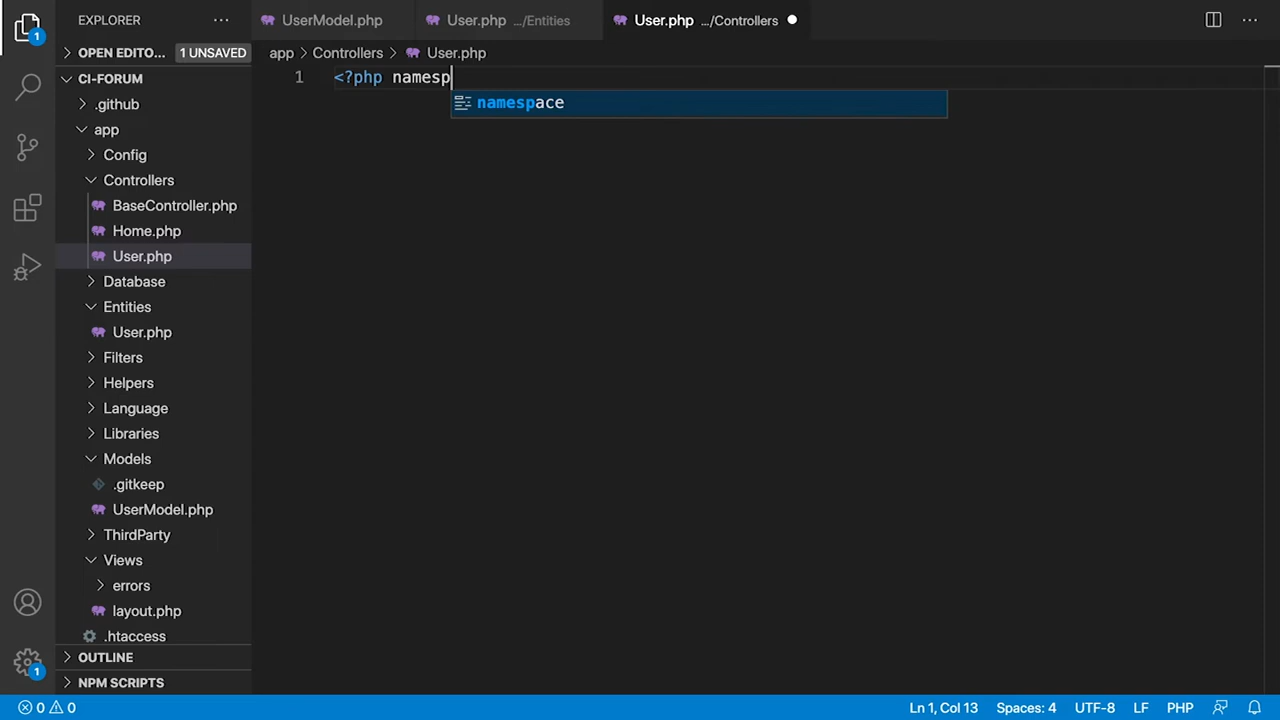 EXPLORER
UserModel.php
User.php .../Entities
User.php .../Controllers
OPEN EDITO... 1 UNSAVED
app > Controllers > User.php
CI-FORUM
1 <?php namesp
namespace
.github
app
Config
Controllers
BaseController.php
Home.php
User.php
Database
Entities
User.php
Filters
Helpers
Language
Libraries
Models
.gitkeep
UserModel.php
ThirdParty
Views
errors
layout.php
.htaccess
OUTLINE
NPM SCRIPTS
1
1
0 0 Ln 1, Col 13 Spaces: 4 UTF-8 LF PHP